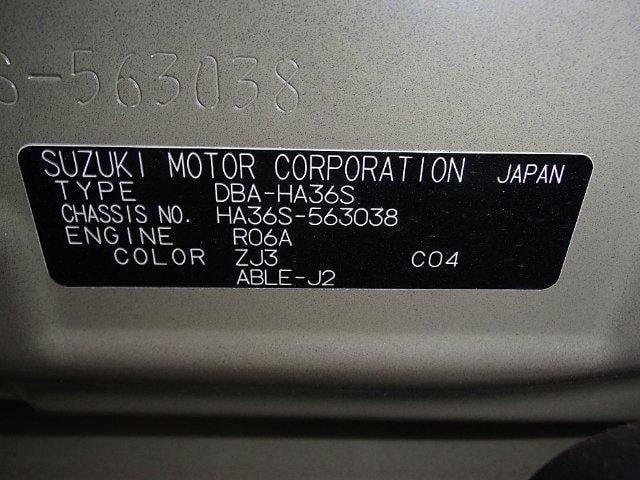 S-563038
SUZUKI MOTOR CORPORATION JAPAN
TYPE DBA-HA36S
CHASSIS NO. HA36S-563038
ENGINE R06A
COLOR ZJ3 C04
ABLE-J2